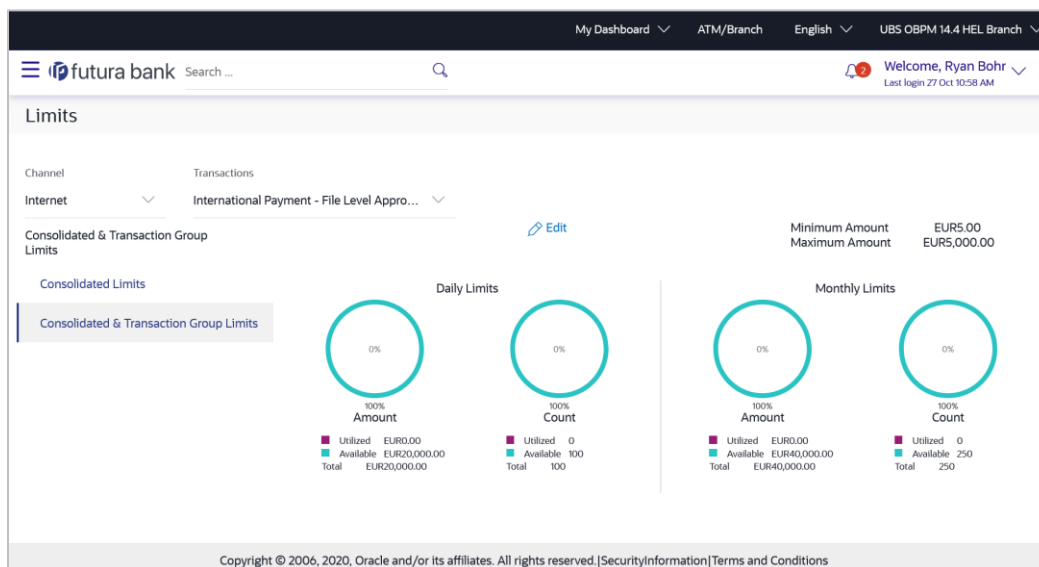 My Dashboard ATM/Branch English UBS OBPM 14.4 HEL Branch
futura bank Search ... 2 Welcome, Ryan Bohr
Last login 27 Oct 10:58 AM
Limits
Channel Transactions
Internet International Payment - File Level Appro...
Consolidated & Transaction Group
Limits
Edit
Minimum Amount EUR5.00
Maximum Amount EUR5,000.00
Consolidated Limits
Consolidated & Transaction Group Limits
Daily Limits Monthly Limits
0% 0% 0% 0%
100% 100% 100% 100%
Amount Count Amount Count
Utilized EUR0.00 Utilized 0 Utilized EUR0.00 Utilized 0
Available EUR20,000.00 Available 100 Available EUR40,000.00 Available 250
Total EUR20,000.00 Total 100 Total EUR40,000.00 Total 250
Copyright © 2006, 2020, Oracle and/or its affiliates. All rights reserved.|SecurityInformation|Terms and Conditions